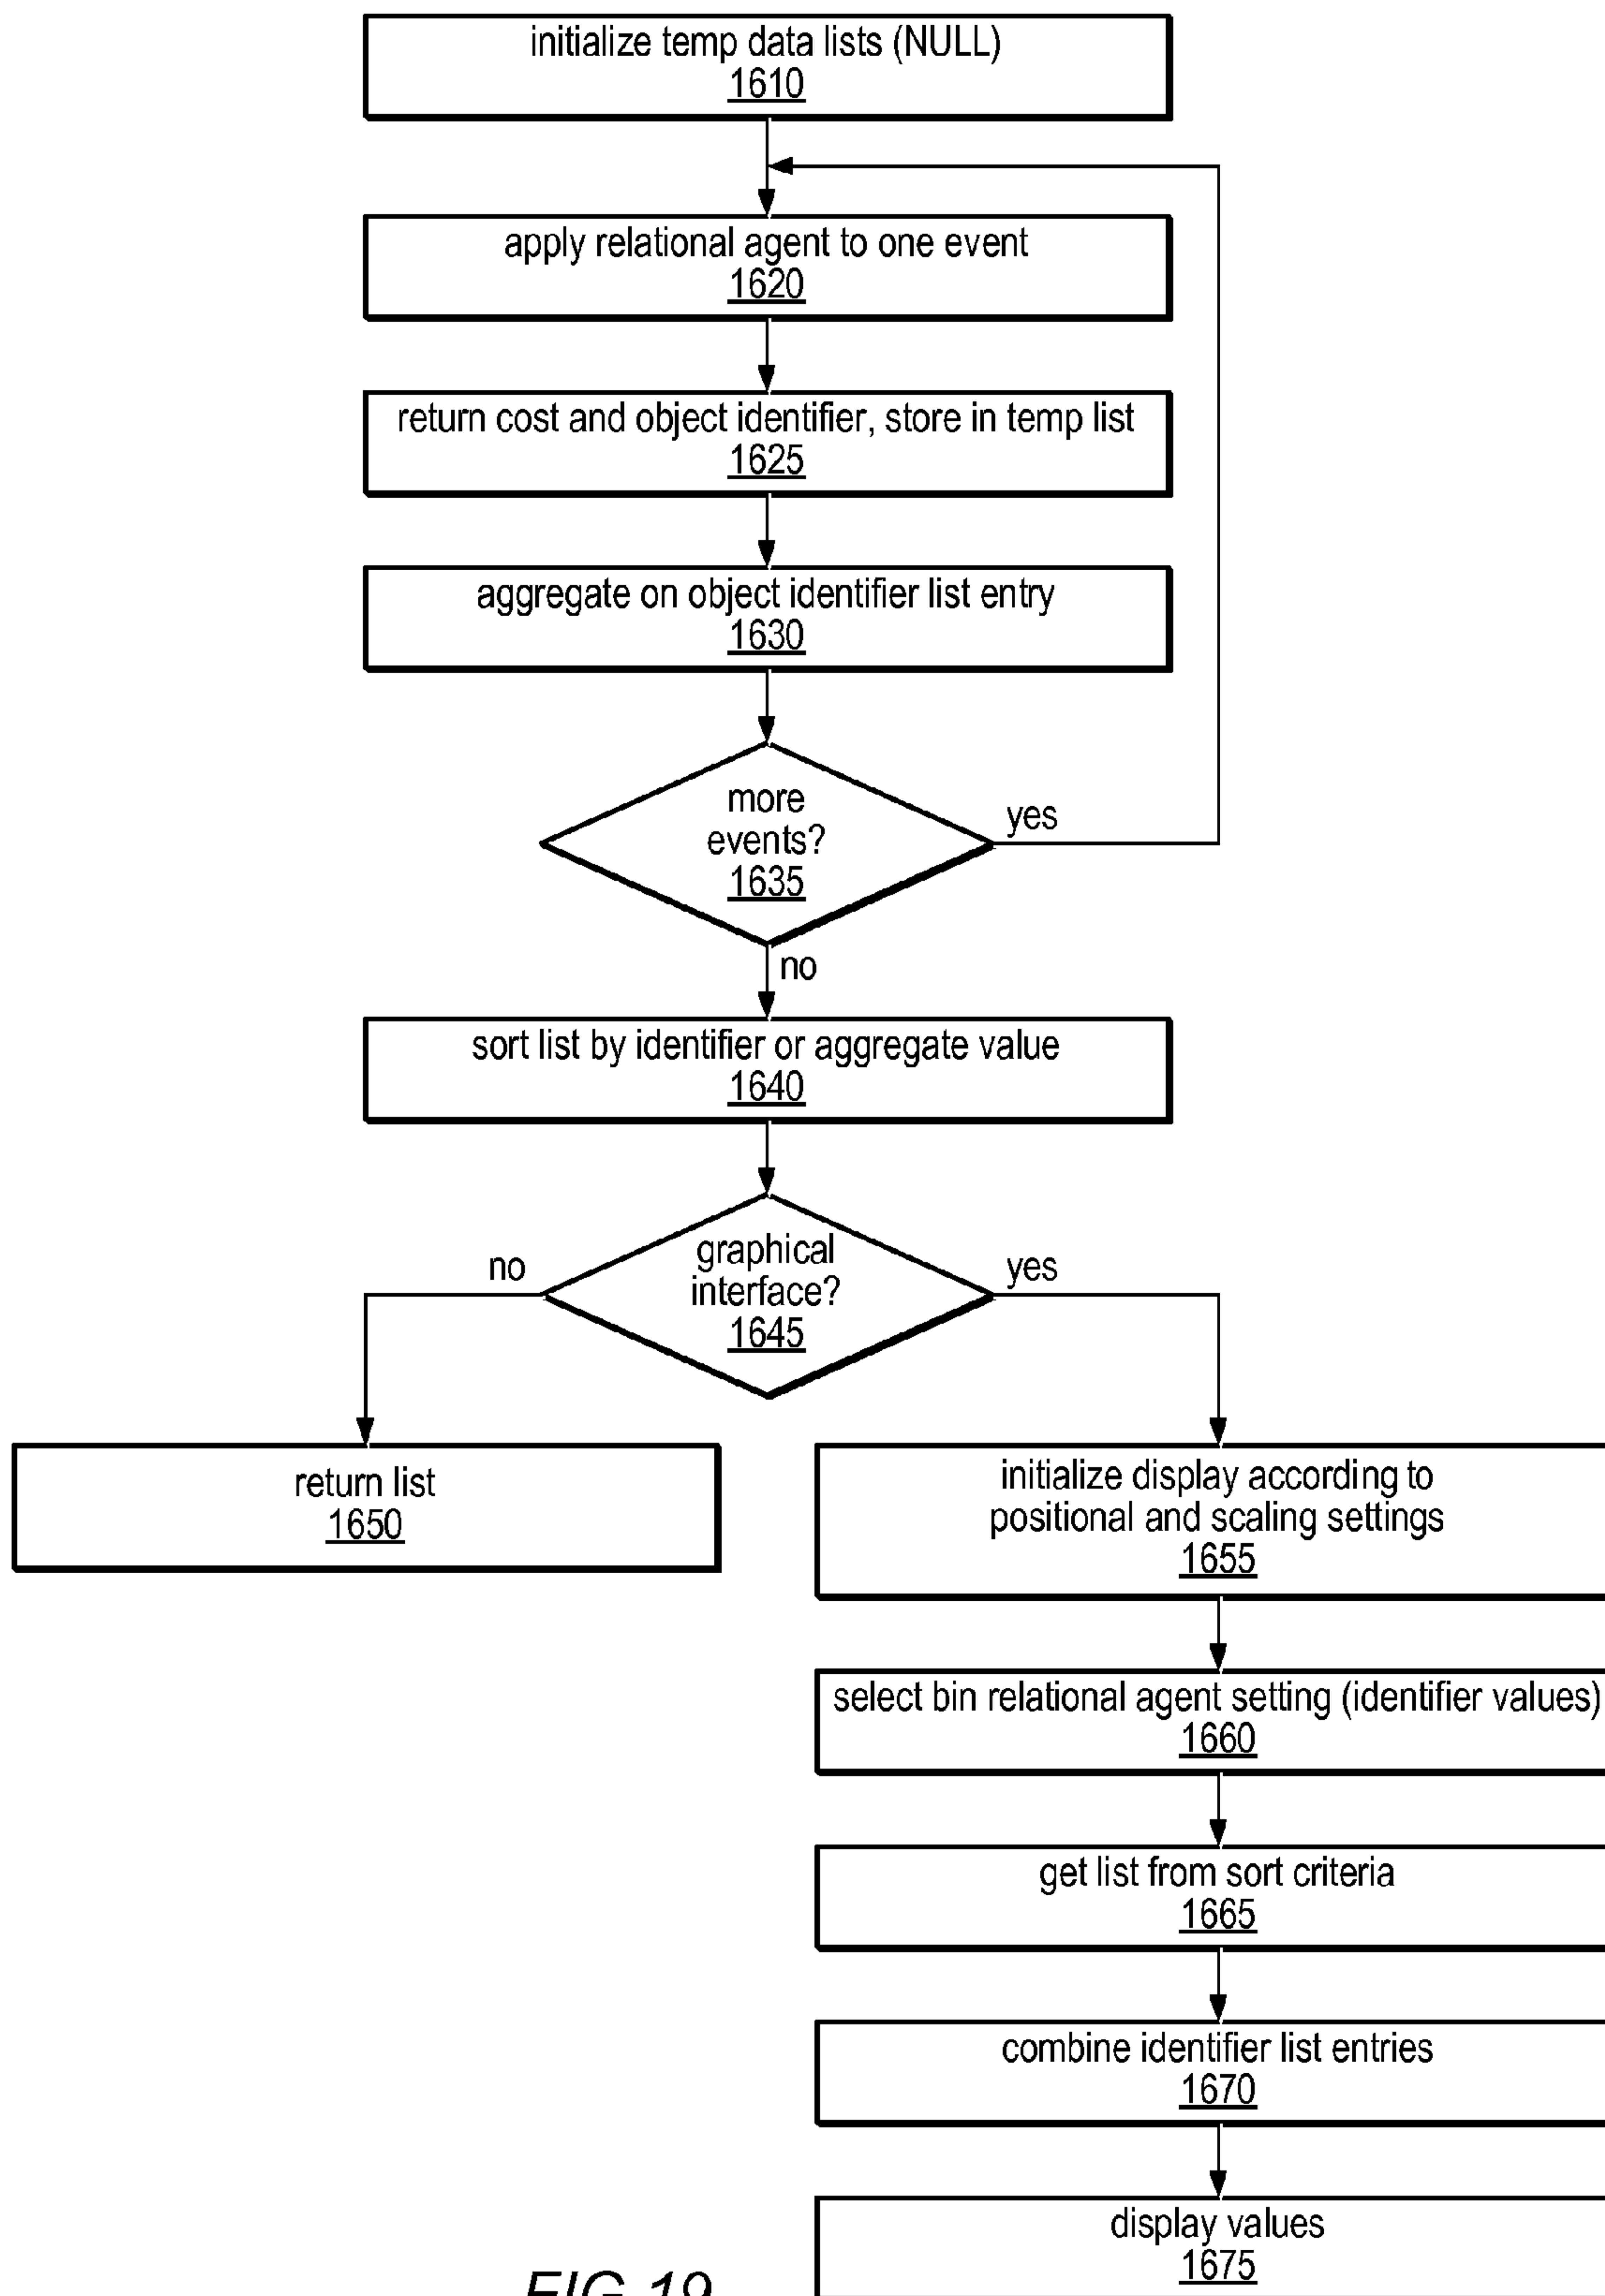 initialize temp data lists (NULL)
1610
apply relational agent to one event
1620
return cost and object identifier, store in temp list
1625
aggregate on object identifier list entry
1630
more
events?
1635
yes
no
sort list by identifier or aggregate value
1640
graphical
interface?
1645
no
yes
return list
1650
initialize display according to
positional and scaling settings
1655
select bin relational agent setting (identifier values)
1660
get list from sort criteria
1665
combine identifier list entries
1670
display values
1675
FIG. 19